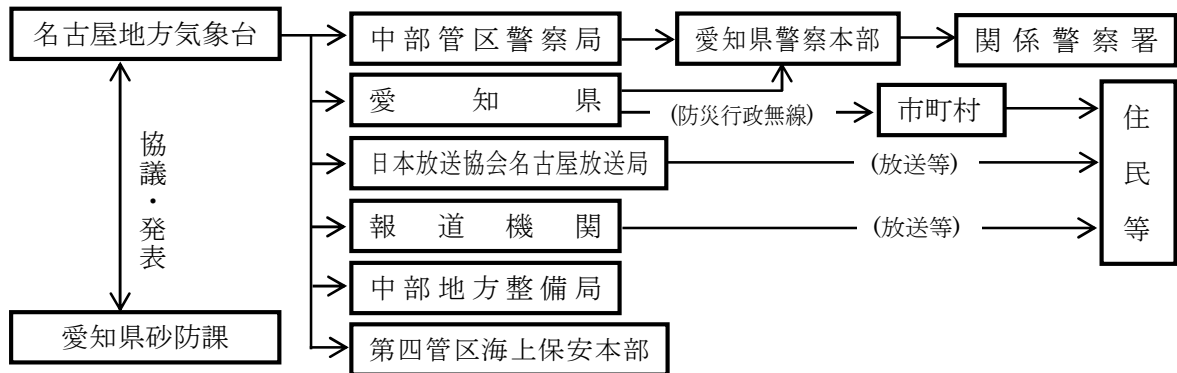 名古屋地方気象台
中部管区警察局
愛知県警察本部
関係警察署
愛知県
(防災行政無線)
市町村
住民等
協議・発表
日本放送協会名古屋放送局
(放送等)
報道機関
(放送等)
中部地方整備局
愛知県砂防課
第四管区海上保安本部